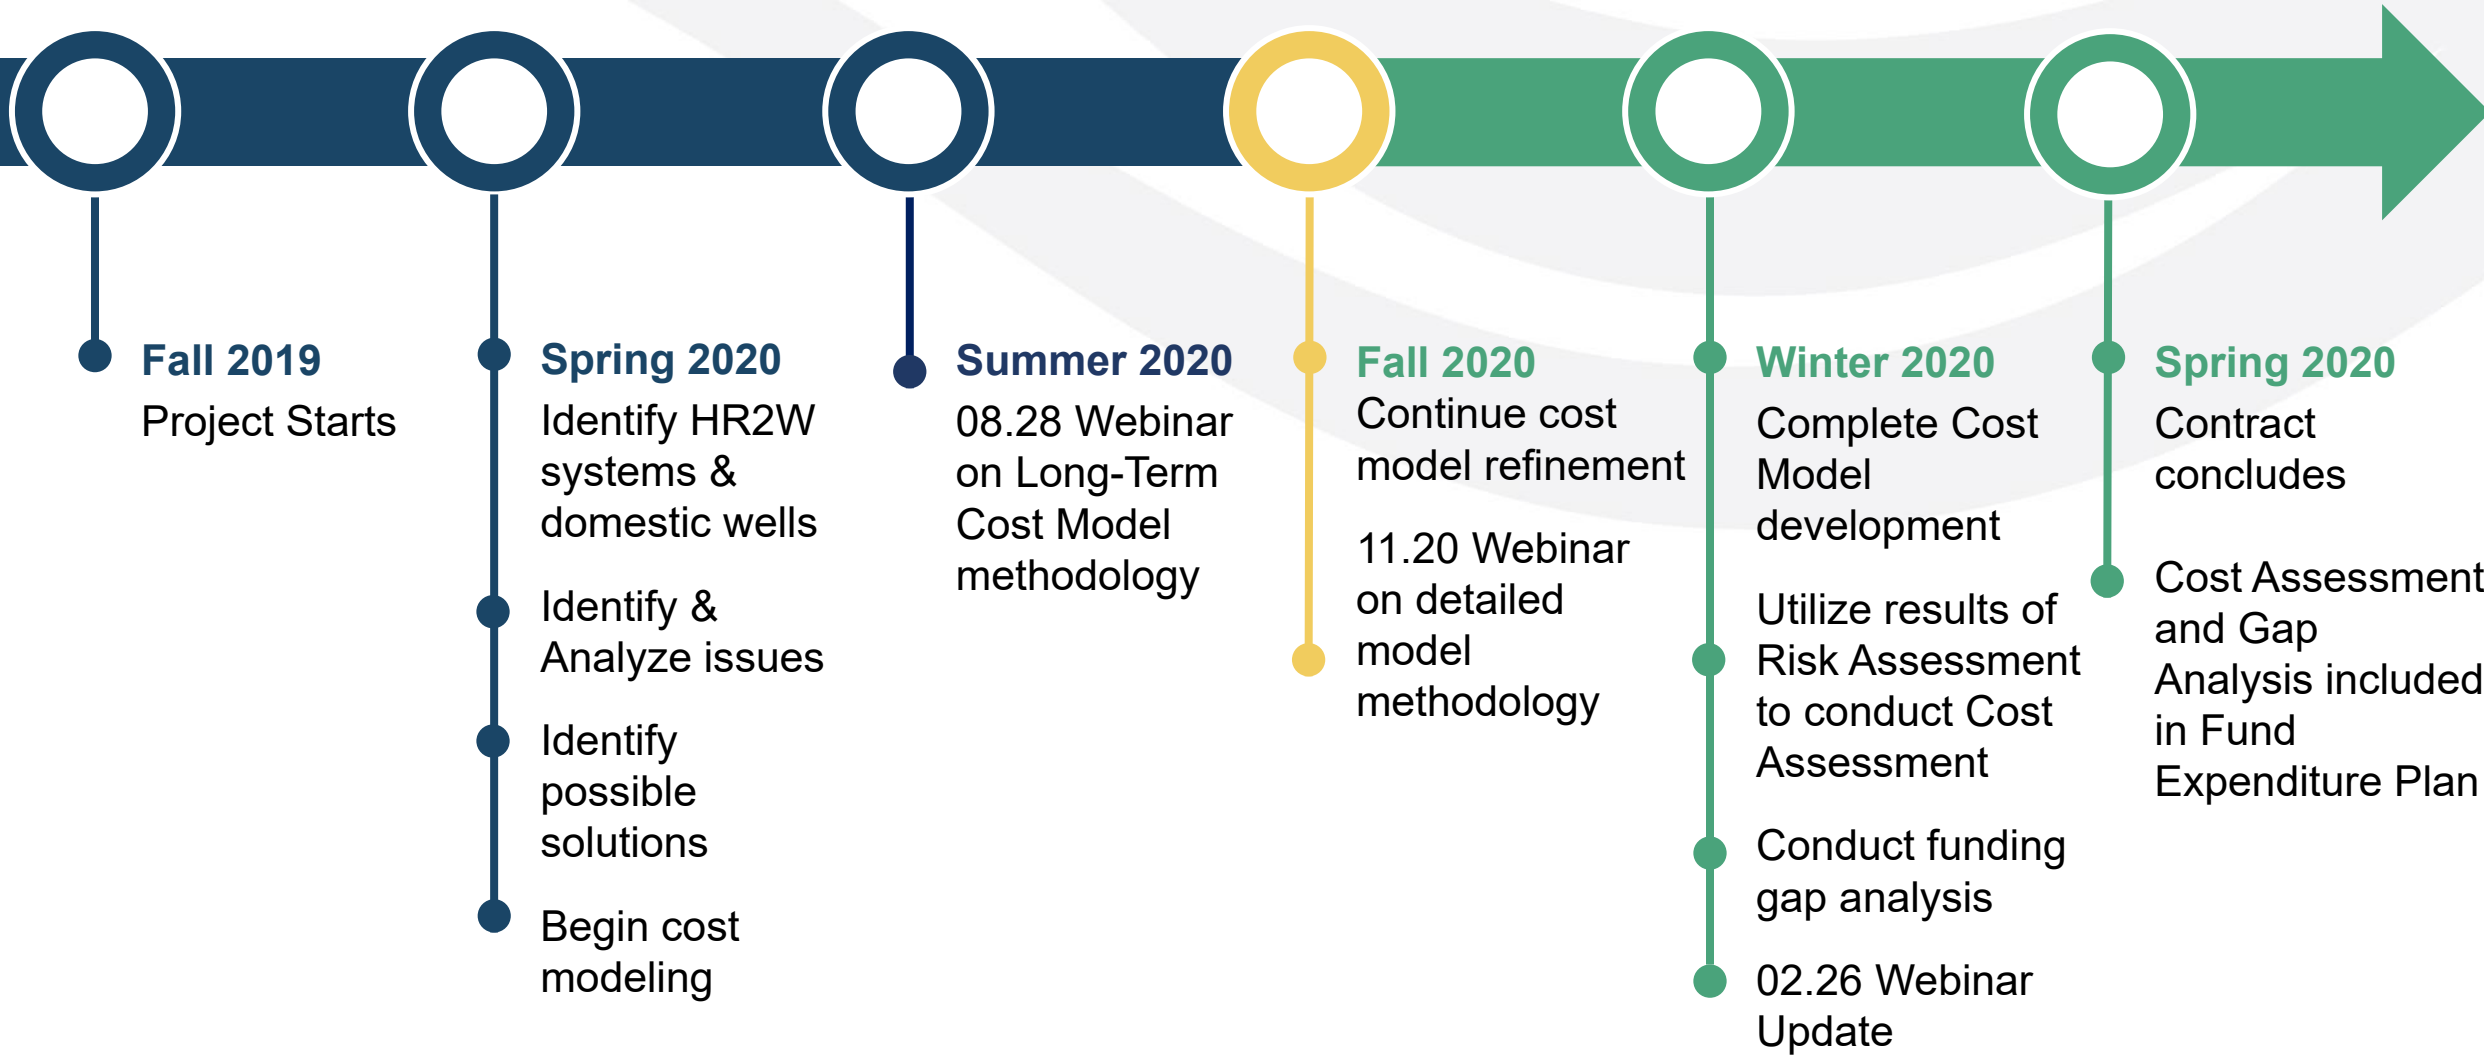 Fall 2019
Project Starts
Spring 2020
Identify HR2W
systems &
domestic wells
Identify &
Analyze issues
Identify
possible
solutions
Begin cost
modeling
Summer 2020
08.28 Webinar
on Long-Term
Cost Model
methodology
Fall 2020
Continue cost
model refinement
11.20 Webinar
on detailed
model
methodology
Winter 2020
Complete Cost
Model
development
Utilize results of
Risk Assessment
to conduct Cost
Assessment
Conduct funding
gap analysis
02.26 Webinar
Update
Spring 2020
Contract
concludes
Cost Assessment
and Gap
Analysis included
in Fund
Expenditure Plan